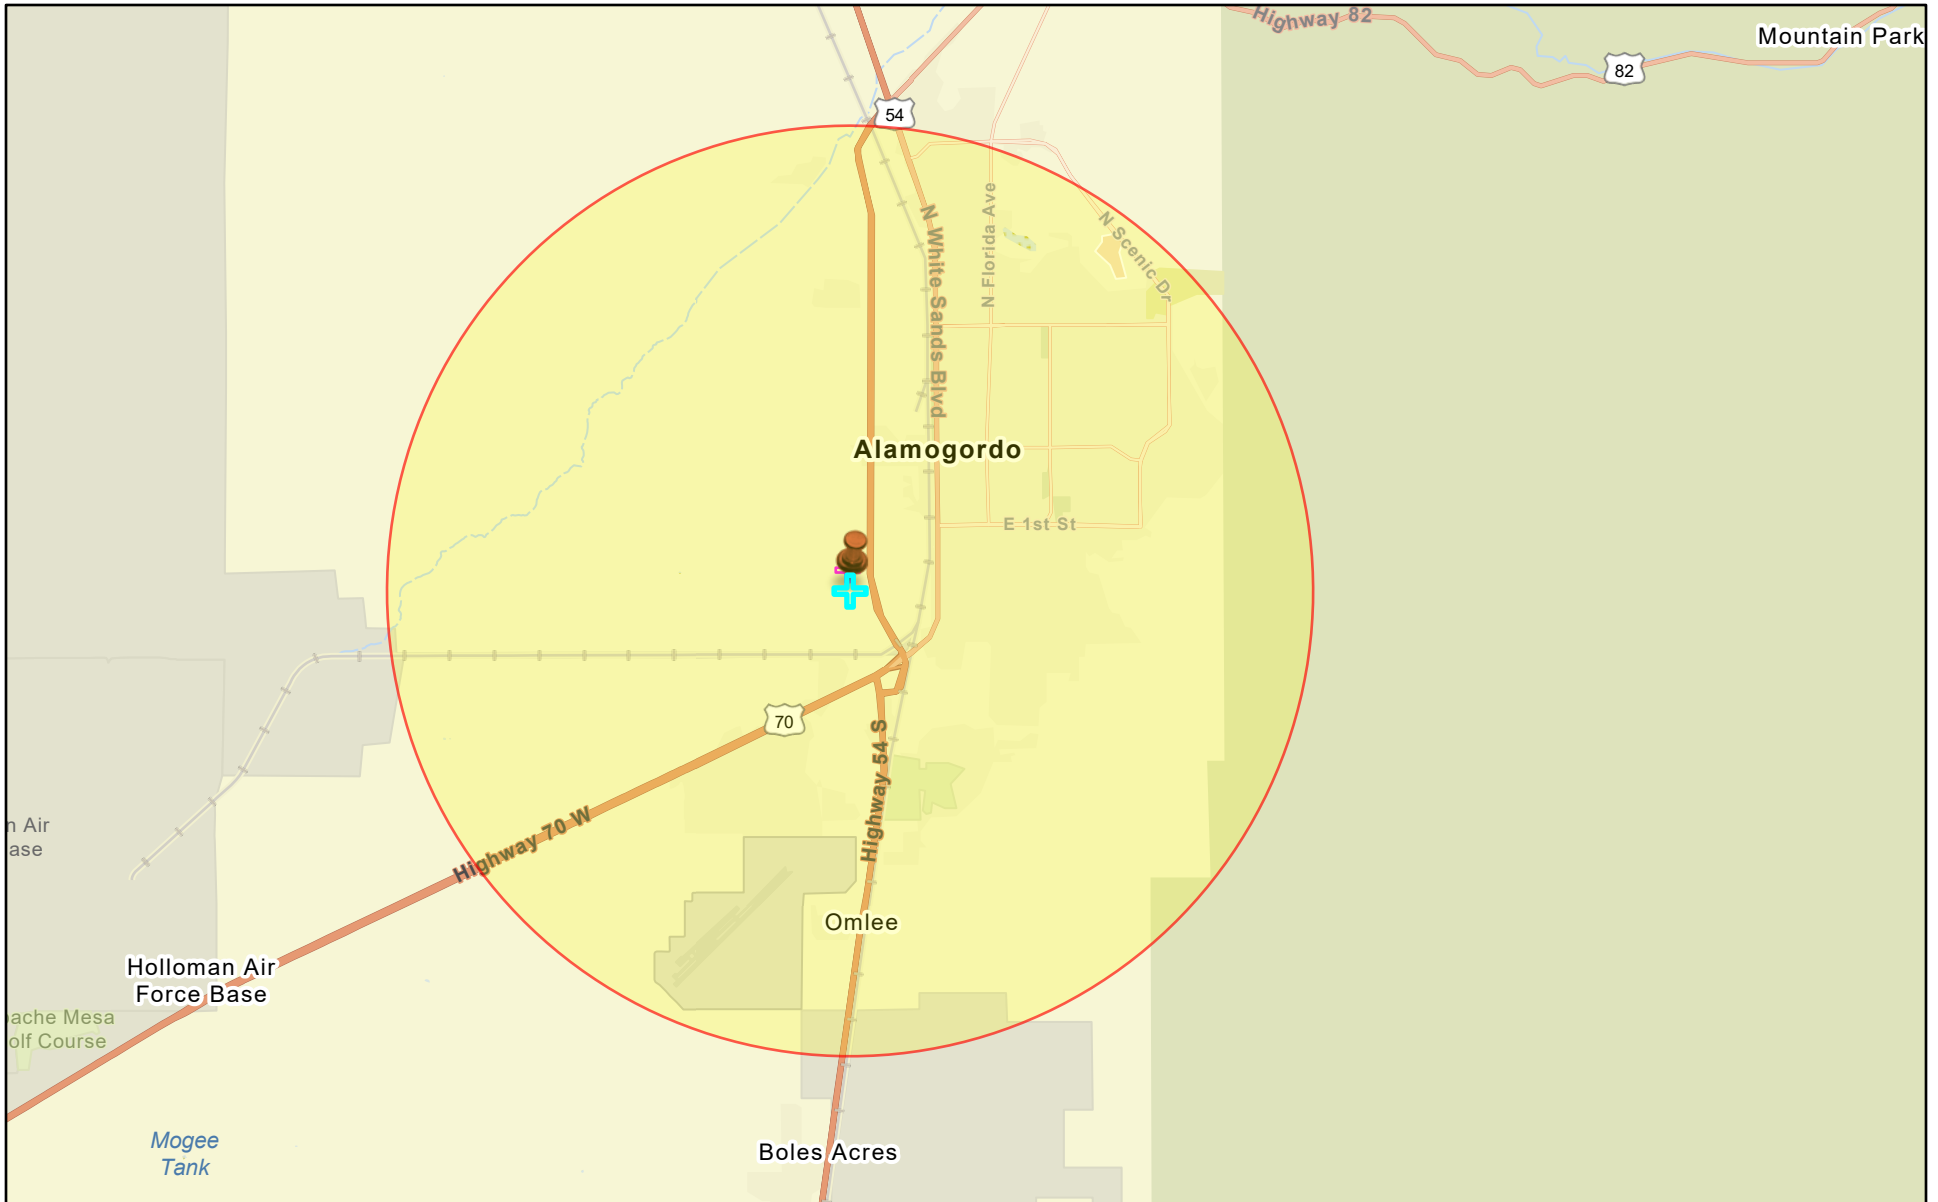 Highway 82
Mountain Park
82
54
N Florida Ave
N Scenic Dr
N White Sands Blvd
Alamogordo
E 1st St
70
Highway 54 S
Highway 70 W
n Air
ase
Omlee
Holloman Air
Force Base
ache Mesa
olf Course
Mogee
Tank
Boles Acres